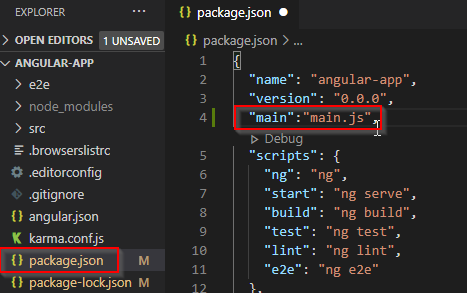 EXPLORER
OPEN EDITORS 1 UNSAVED
ANGULAR-APP
e2e
node_modules
src
.browserslistrc
.editorconfig
.gitignore
{} angular.json
karma.conf.js
{} package.json M
{} package-lock.json M
{} package.json
{} package.json > ...
1 {
2 "name": "angular-app",
3 "version": "0.0.0",
4 "main":"main.js",
Debug
5 "scripts": {
6 "ng": "ng",
7 "start": "ng serve",
8 "build": "ng build",
9 "test": "ng test",
10 "lint": "ng lint",
11 "e2e": "ng e2e"
12 },